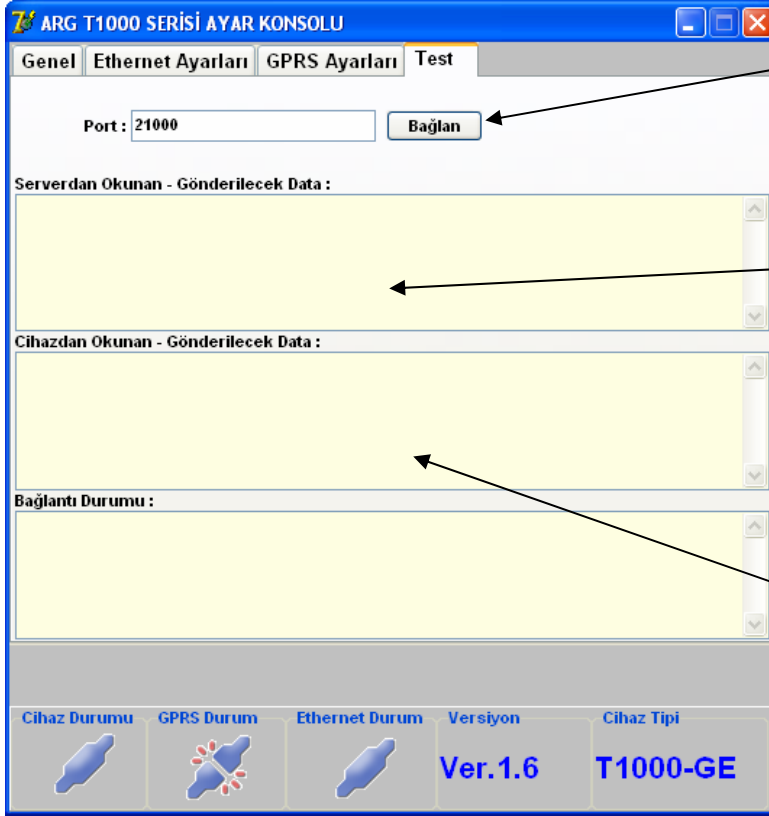 ARG T1000 SERİSİ AYAR KONSOLU
Genel Ethernet Ayarları GPRS Ayarları Test
Port : 21000 Bağlan
Serverdan Okunan - Gönderilecek Data :
Cihazdan Okunan - Gönderilecek Data :
Bağlantı Durumu :
Cihaz Durumu GPRS Durum Ethernet Durum Versiyon Cihaz Tipi
Ver.1.6 T1000-GE